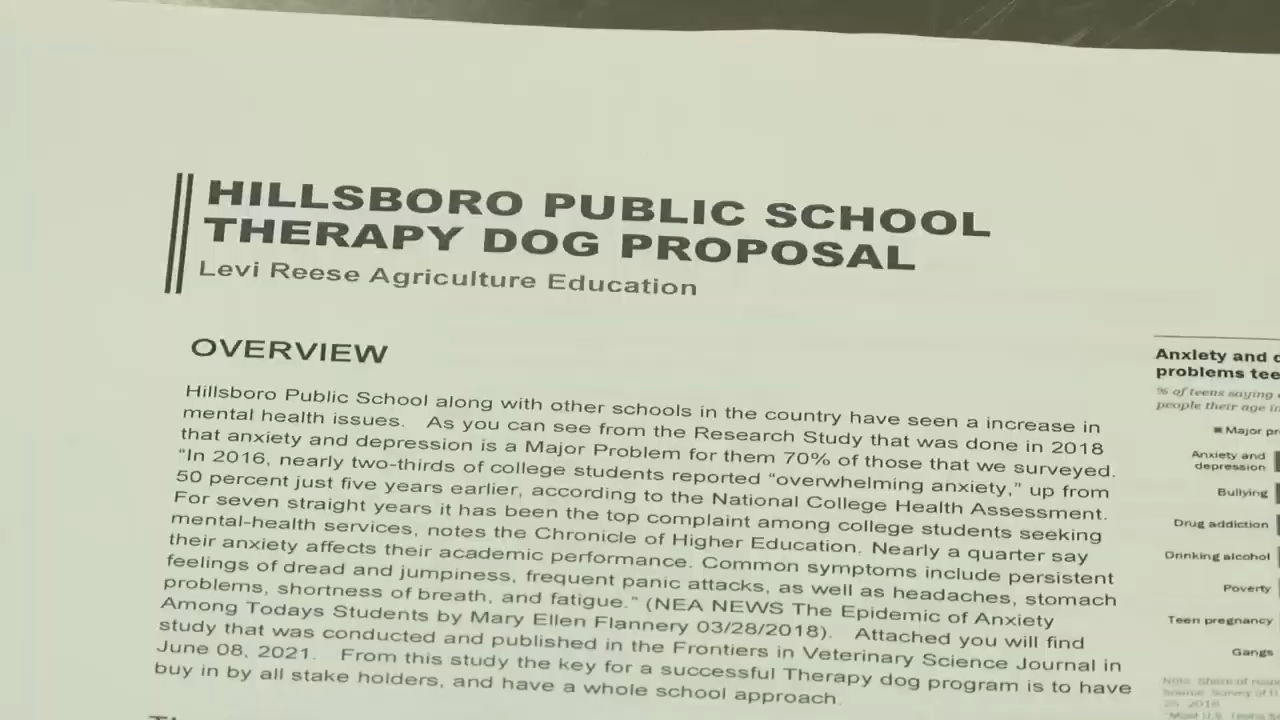 HILLSBORO PUBLIC SCHOOL
THERAPY DOG PROPOSAL
Levi Reese Agriculture Education
OVERVIEW
Hillsboro Public School along with other schools in the country have seen a increase in
mental health issues. As you can see from the Research Study that was done in 2018
that anxiety and depression is a Major Problem for them 70% of those that we surveyed.
"In 2016, nearly two-thirds of college students reported "overwhelming anxiety," up from
50 percent just five years earlier, according to the National College Health Assessment.
For seven straight years it has been the top complaint among college students seeking
mental-health services, notes the Chronicle of Higher Education. Nearly a quarter say
their anxiety affects their academic performance. Common symptoms include persistent
feelings of dread and jumpiness, frequent panic attacks, as well as headaches, stomach
problems, shortness of breath, and fatigue." (NEA NEWS The Epidemic of Anxiety
Among Todays Students by Mary Ellen Flannery 03/28/2018). Attached you will find
study that was conducted and published in the Frontiers in Veterinary Science Journal in
June 08, 2021. From this study the key for a successful Therapy dog program is to have
buy in by all stake holders, and have a whole school approach.
Anxiety and
problems
% of teens saying
people their age
Major
Anxiety and
depression
Bullying
Drug addiction
Drinking alcohol
Poverty
Teen pregnancy
Gangs